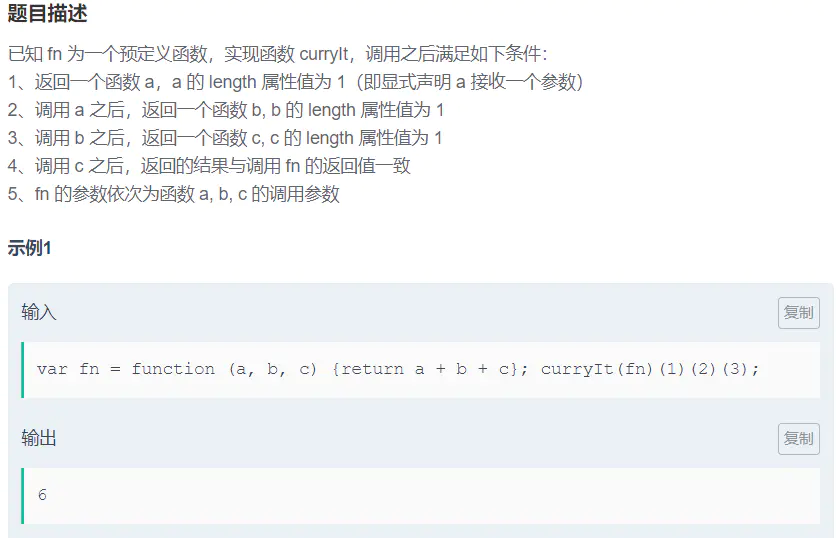 题目描述
已知 fn 为一个预定义函数，实现函数 curryIt，调用之后满足如下条件：
1、返回一个函数 a，a 的 length 属性值为 1（即显式声明 a 接收一个参数）
2、调用 a 之后，返回一个函数 b, b 的 length 属性值为 1
3、调用 b 之后，返回一个函数 c, c 的 length 属性值为 1
4、调用 c 之后，返回的结果与调用 fn 的返回值一致
5、fn 的参数依次为函数 a, b, c 的调用参数
示例1
输入
复制
var fn = function (a, b, c) {return a + b + c}; curryIt(fn)(1)(2)(3);
输出
复制
6